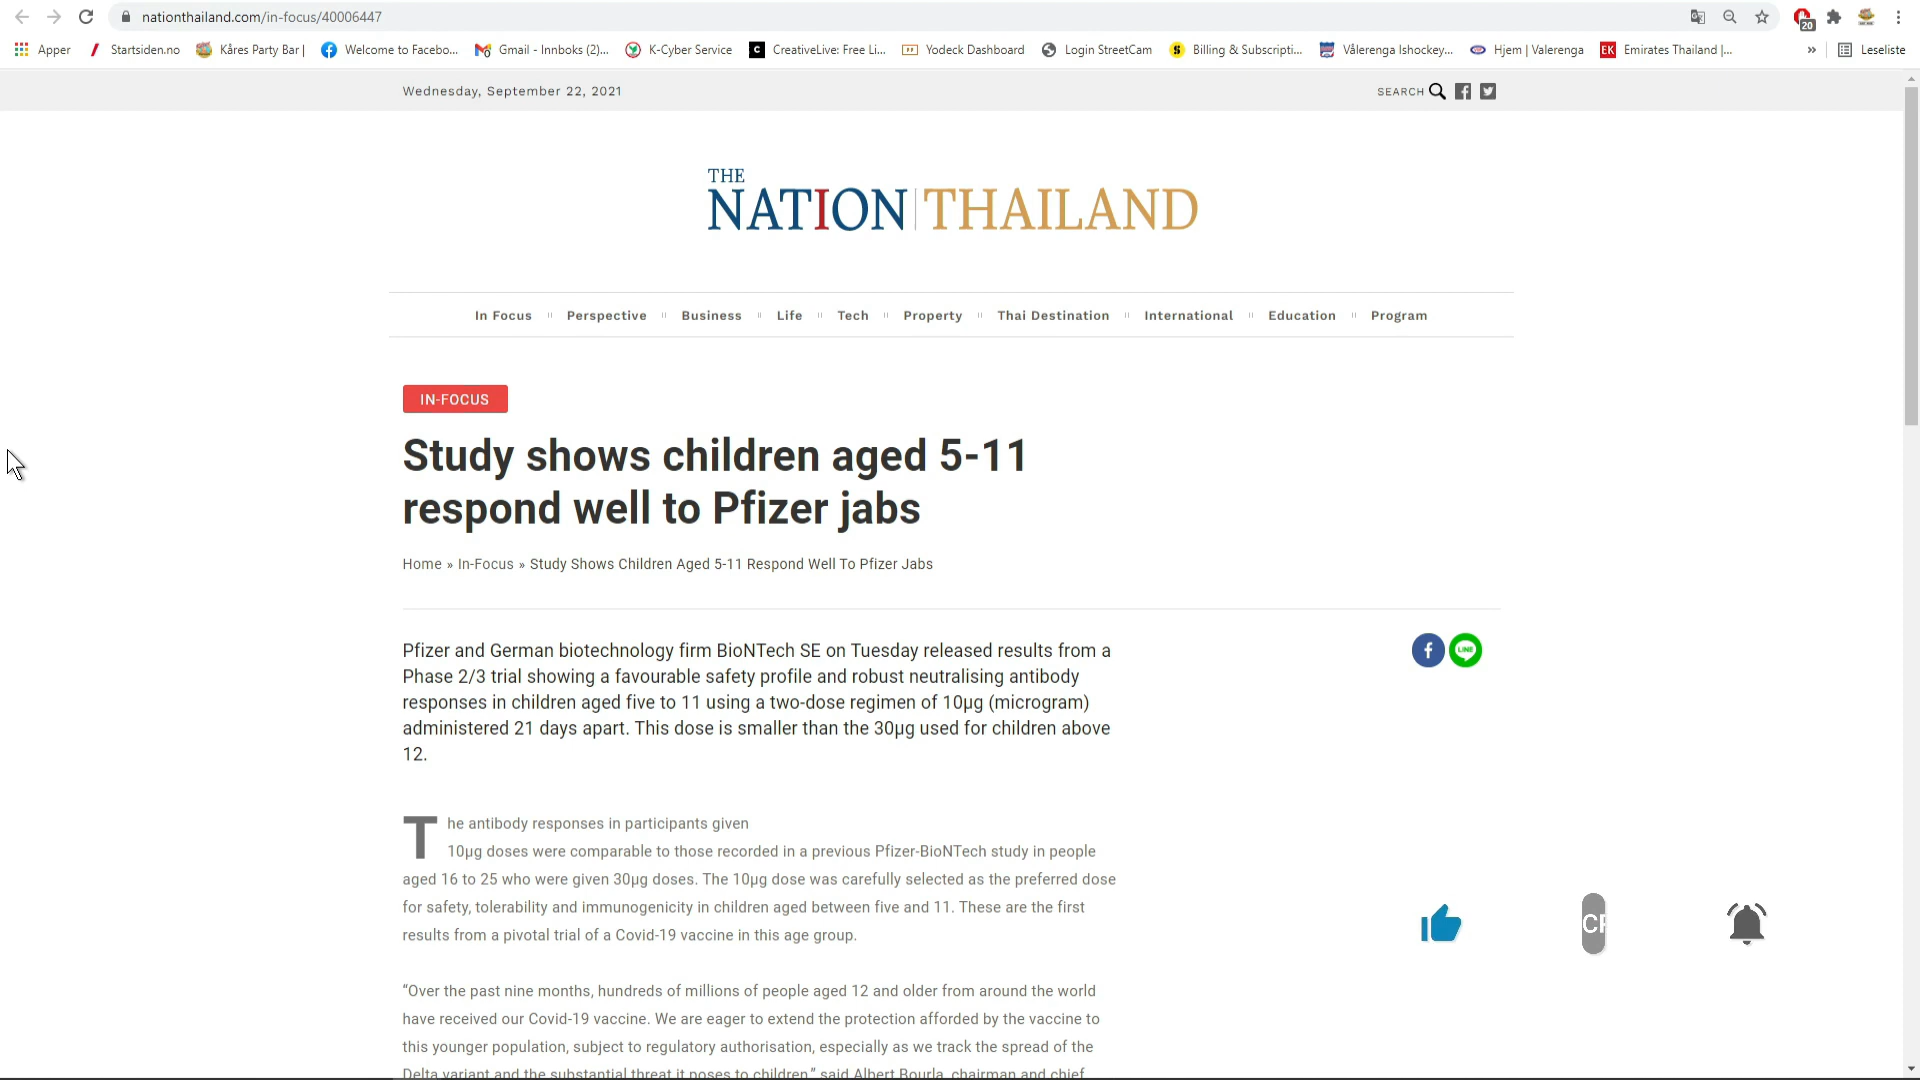 nationthailand.com/in-focus/40006447
20
Apper
Startsiden.no
Kåres Party Bar |
Welcome to Facebo...
Gmail - Innboks (2)...
K-Cyber Service
CreativeLive: Free Li...
Yodeck Dashboard
Login StreetCam
Billing & Subscripti...
Vålerenga Ishockey...
Hjem | Valerenga
EK
Emirates Thailand |...
»
Leseliste
Wednesday, September 22, 2021
SEARCH
THE
NATION THAILAND
In Focus
Perspective
Business
Life
Tech
Property
Thai Destination
International
Education
Program
IN-FOCUS
Study shows children aged 5-11
respond well to Pfizer jabs
Home » In-Focus » Study Shows Children Aged 5-11 Respond Well To Pfizer Jabs
Pfizer and German biotechnology firm BioNTech SE on Tuesday released results from a
Phase 2/3 trial showing a favourable safety profile and robust neutralising antibody
responses in children aged five to 11 using a two-dose regimen of 10μg (microgram)
administered 21 days apart. This dose is smaller than the 30μg used for children above
12.
LINE
The antibody responses in participants given
10μg doses were comparable to those recorded in a previous Pfizer-BioNTech study in people
aged 16 to 25 who were given 30μg doses. The 10μg dose was carefully selected as the preferred dose
for safety, tolerability and immunogenicity in children aged between five and 11. These are the first
results from a pivotal trial of a Covid-19 vaccine in this age group.
“Over the past nine months, hundreds of millions of people aged 12 and older from around the world
have received our Covid-19 vaccine. We are eager to extend the protection afforded by the vaccine to
this younger population, subject to regulatory authorisation, especially as we track the spread of the
Delta variant and the substantial threat it poses to children,” said Albert Bourla, chairman and chief